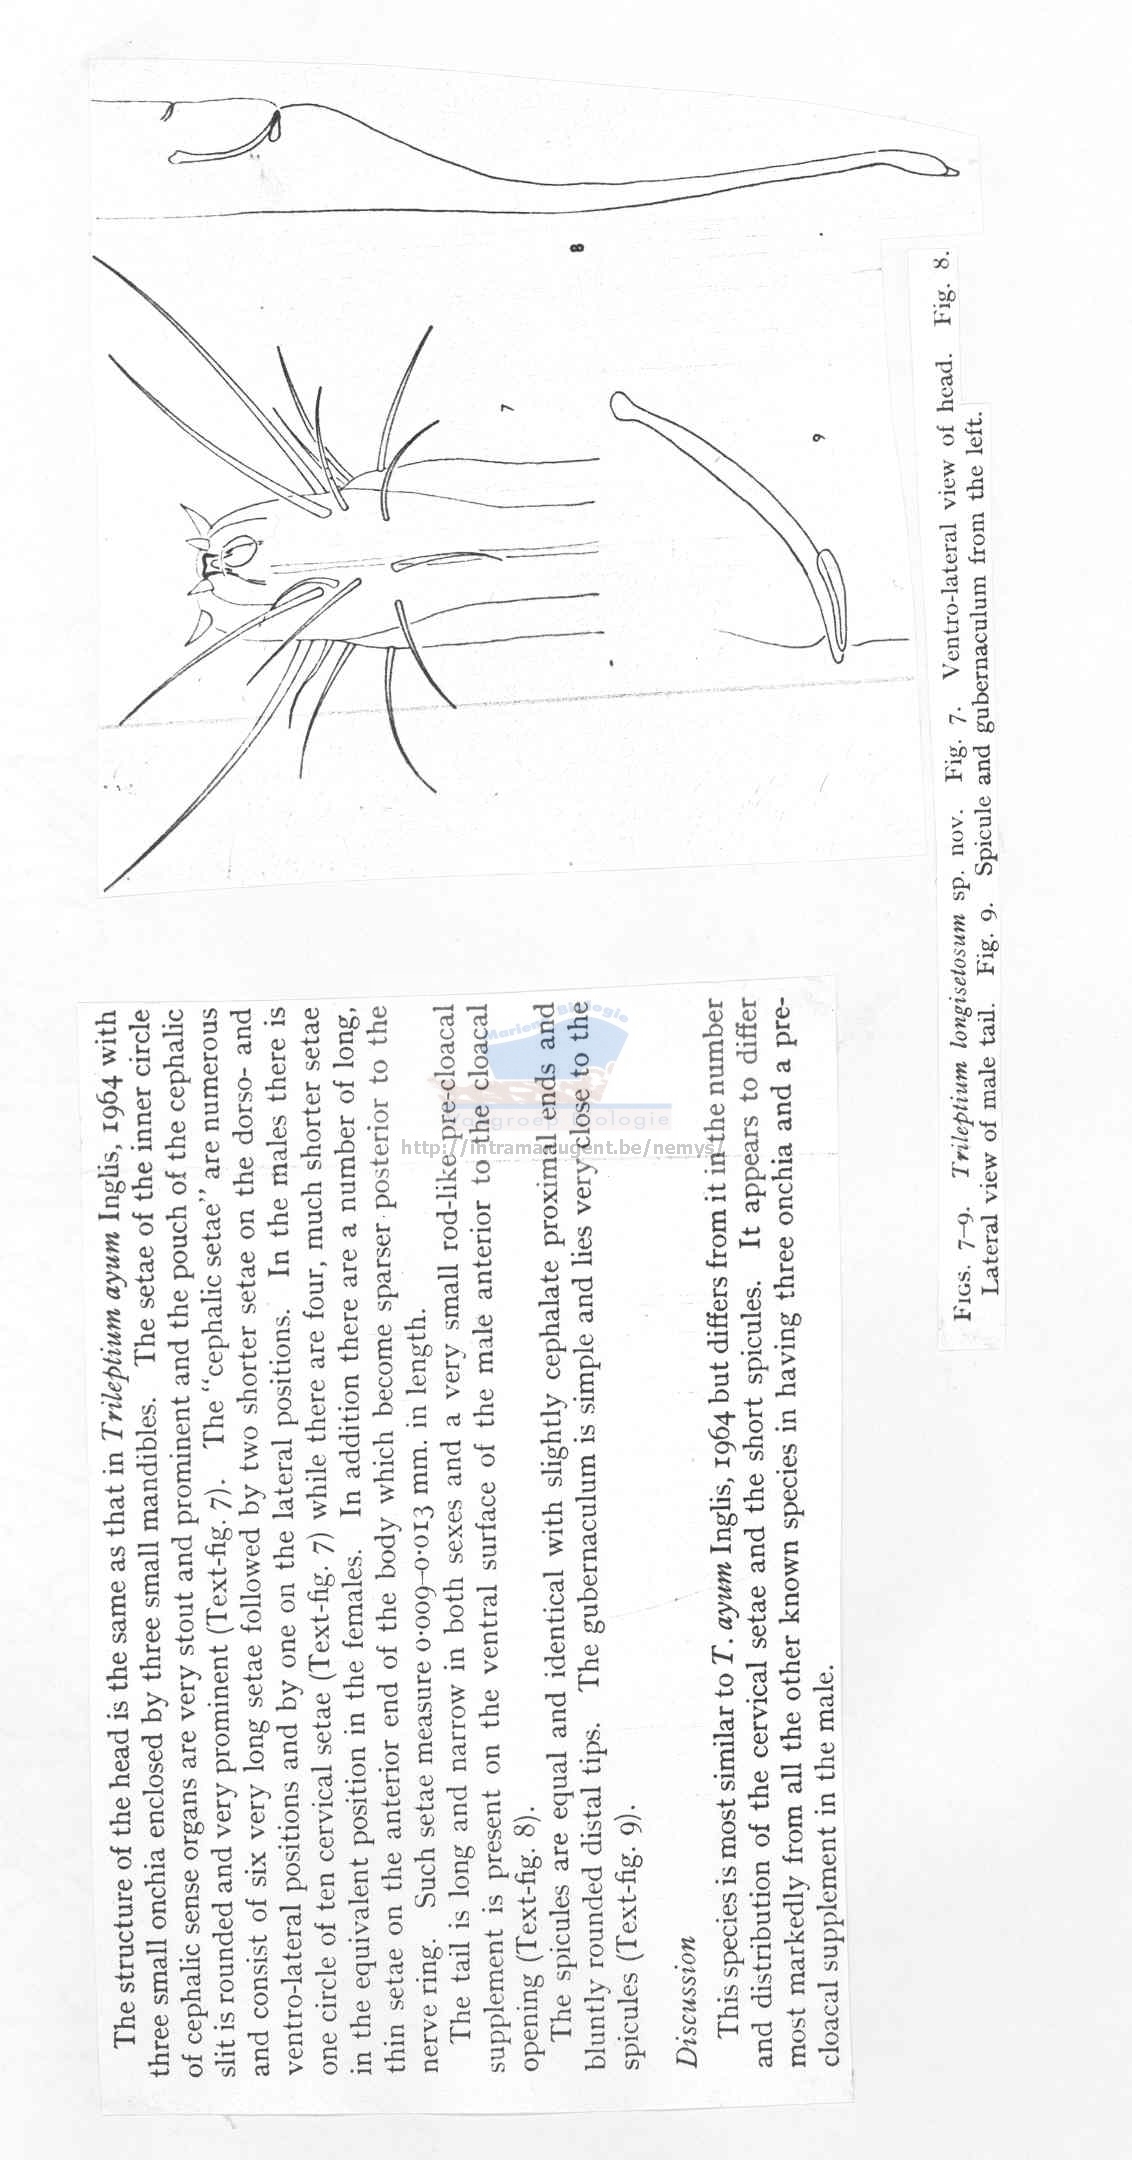 The structure of the head is the same as that in Trileptium ayum Inglis, 1964 with
three small onchia enclosed by three small mandibles. The setae of the inner circle
of cephalic sense organs are very stout and prominent and the pouch of the cephalic
slit is rounded and very prominent (Text-fig. 7). The “cephalic setae” are numerous
and consist of six very long setae followed by two shorter setae on the dorso- and
ventro-lateral positions and by one on the lateral positions. In the males there is
one circle of ten cervical setae (Text-fig. 7) while there are four, much shorter setae
in the equivalent position in the females. In addition there are a number of long,
thin setae on the anterior end of the body which become sparser posterior to the
nerve ring. Such setae measure 0·009–0·013 mm. in length.
The tail is long and narrow in both sexes and a very small rod-like pre-cloacal
supplement is present on the ventral surface of the male anterior to the cloacal
opening (Text-fig. 8).
The spicules are equal and identical with slightly cephalate proximal ends and
bluntly rounded distal tips. The gubernaculum is simple and lies very close to the
spicules (Text-fig. 9).
Discussion
This species is most similar to T. ayum Inglis, 1964 but differs from it in the number
and distribution of the cervical setae and the short spicules. It appears to differ
most markedly from all the other known species in having three onchia and a pre-
cloacal supplement in the male.
7
8
9
FIGS. 7–9. Trileptium longisetosum sp. nov. Fig. 7. Ventro-lateral view of head. Fig. 8.
Lateral view of male tail. Fig. 9. Spicule and gubernaculum from the left.
Mariene Biologie
Biologie